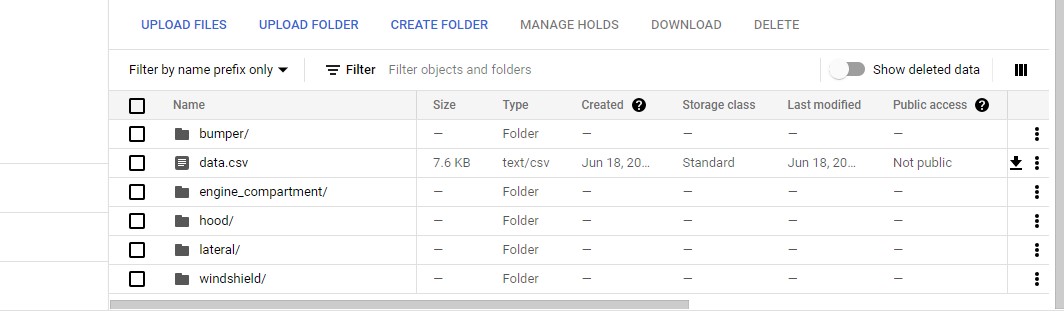 UPLOAD FILES UPLOAD FOLDER CREATE FOLDER MANAGE HOLDS DOWNLOAD DELETE
Filter by name prefix only Filter Filter objects and folders Show deleted data
Name Size Type Created ? Storage class Last modified Public access ?
bumper/ — Folder — — — —
data.csv 7.6 KB text/csv Jun 18, 20... Standard Jun 18, 20... Not public
engine_compartment/ — Folder — — — —
hood/ — Folder — — — —
lateral/ — Folder — — — —
windshield/ — Folder — — — —